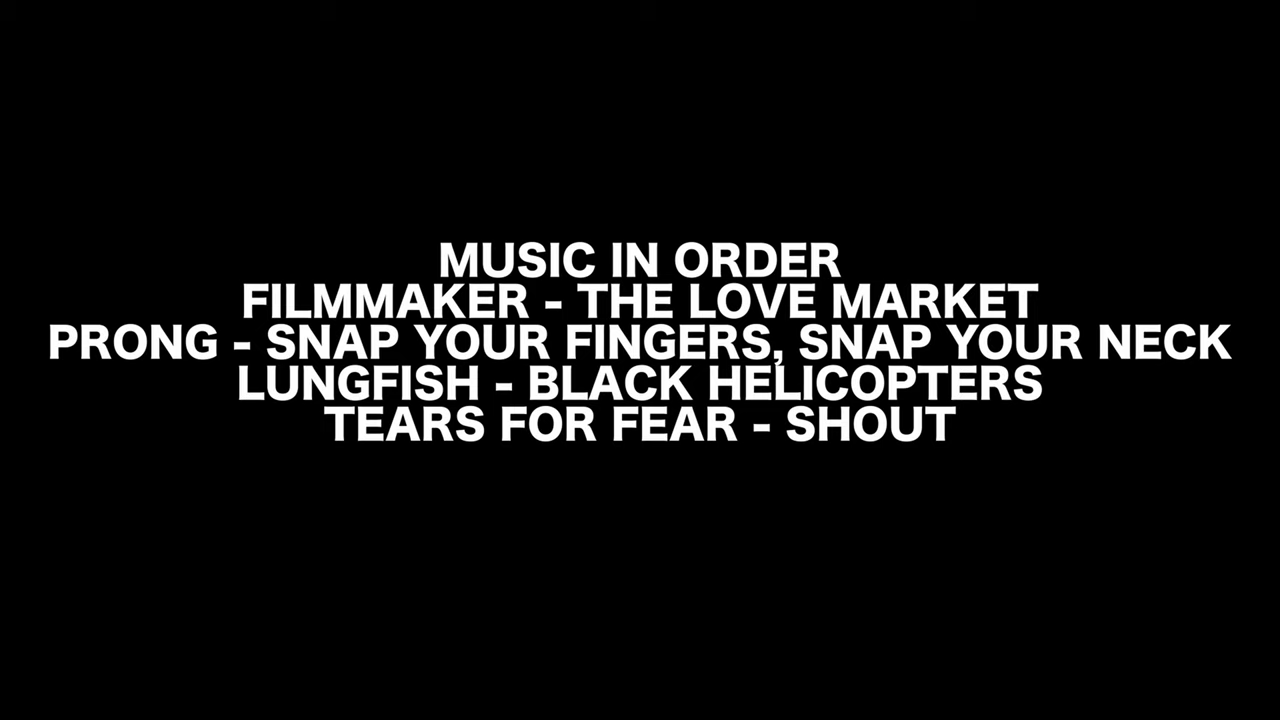 MUSIC IN ORDER
FILMMAKER - THE LOVE MARKET
PRONG - SNAP YOUR FINGERS, SNAP YOUR NECK
LUNGFISH - BLACK HELICOPTERS
TEARS FOR FEAR - SHOUT